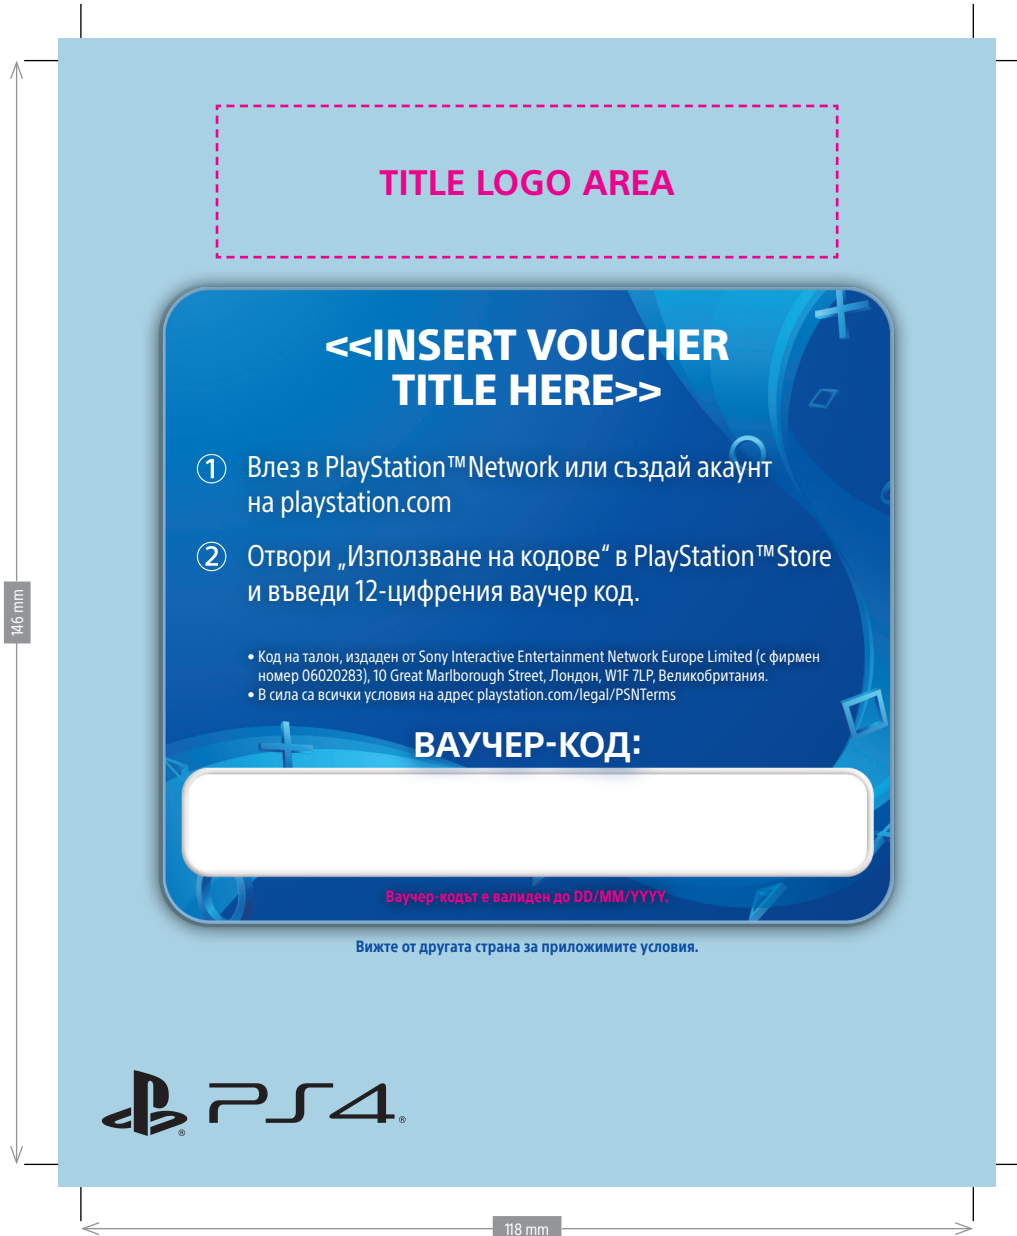 TITLE LOGO AREA
<<INSERT VOUCHER
TITLE HERE>>
1 Влез в PlayStation™Network или създай акаунт
на playstation.com
2 Отвори „Използване на кодове“ в PlayStation™Store
и въведи 12-цифрения ваучер код.
• Код на талон, издаден от Sony Interactive Entertainment Network Europe Limited (с фирмен
номер 06020283), 10 Great Marlborough Street, Лондон, W1F 7LP, Великобритания.
• В сила са всички условия на адрес playstation.com/legal/PSNTerms
ВАУЧЕР-КОД:
Ваучер-кодът е валиден до DD/MM/YYYY.
Вижте от другата страна за приложимите условия.
PS4®
146 mm
118 mm